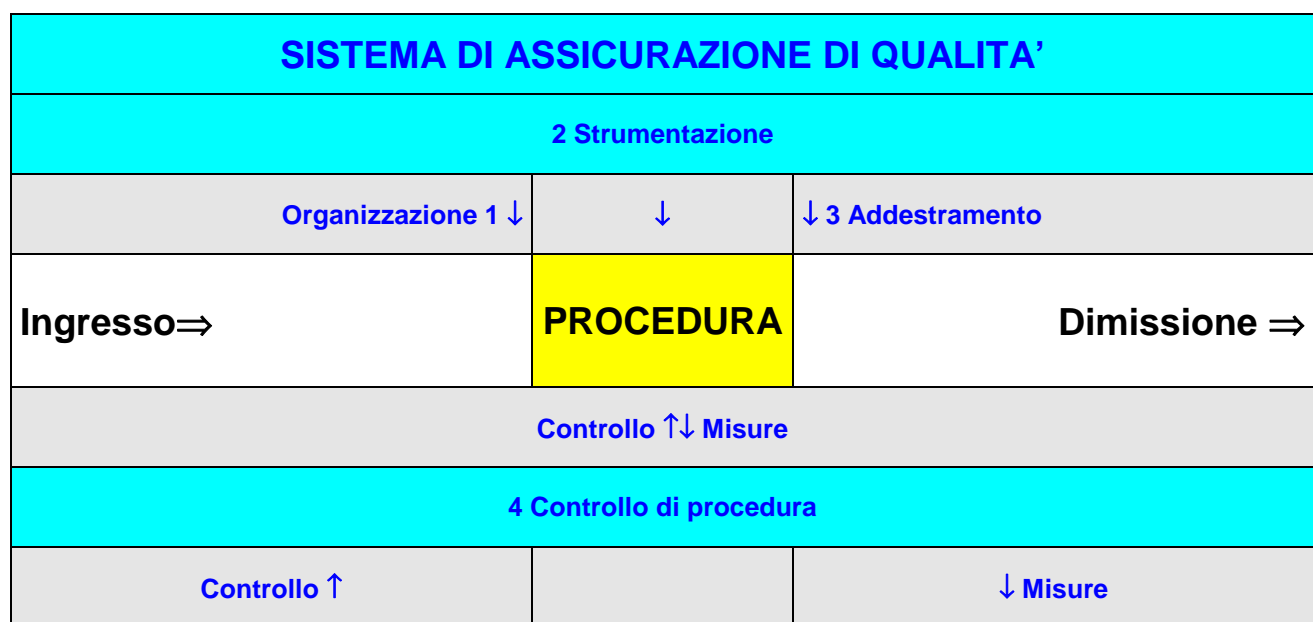 SISTEMA DI ASSICURAZIONE DI QUALITA’
2 Strumentazione
Organizzazione 1 ↓ ↓ ↓ 3 Addestramento
Ingresso⇒ PROCEDURA Dimissione ⇒
Controllo ↑↓ Misure
4 Controllo di procedura
Controllo ↑ ↓ Misure